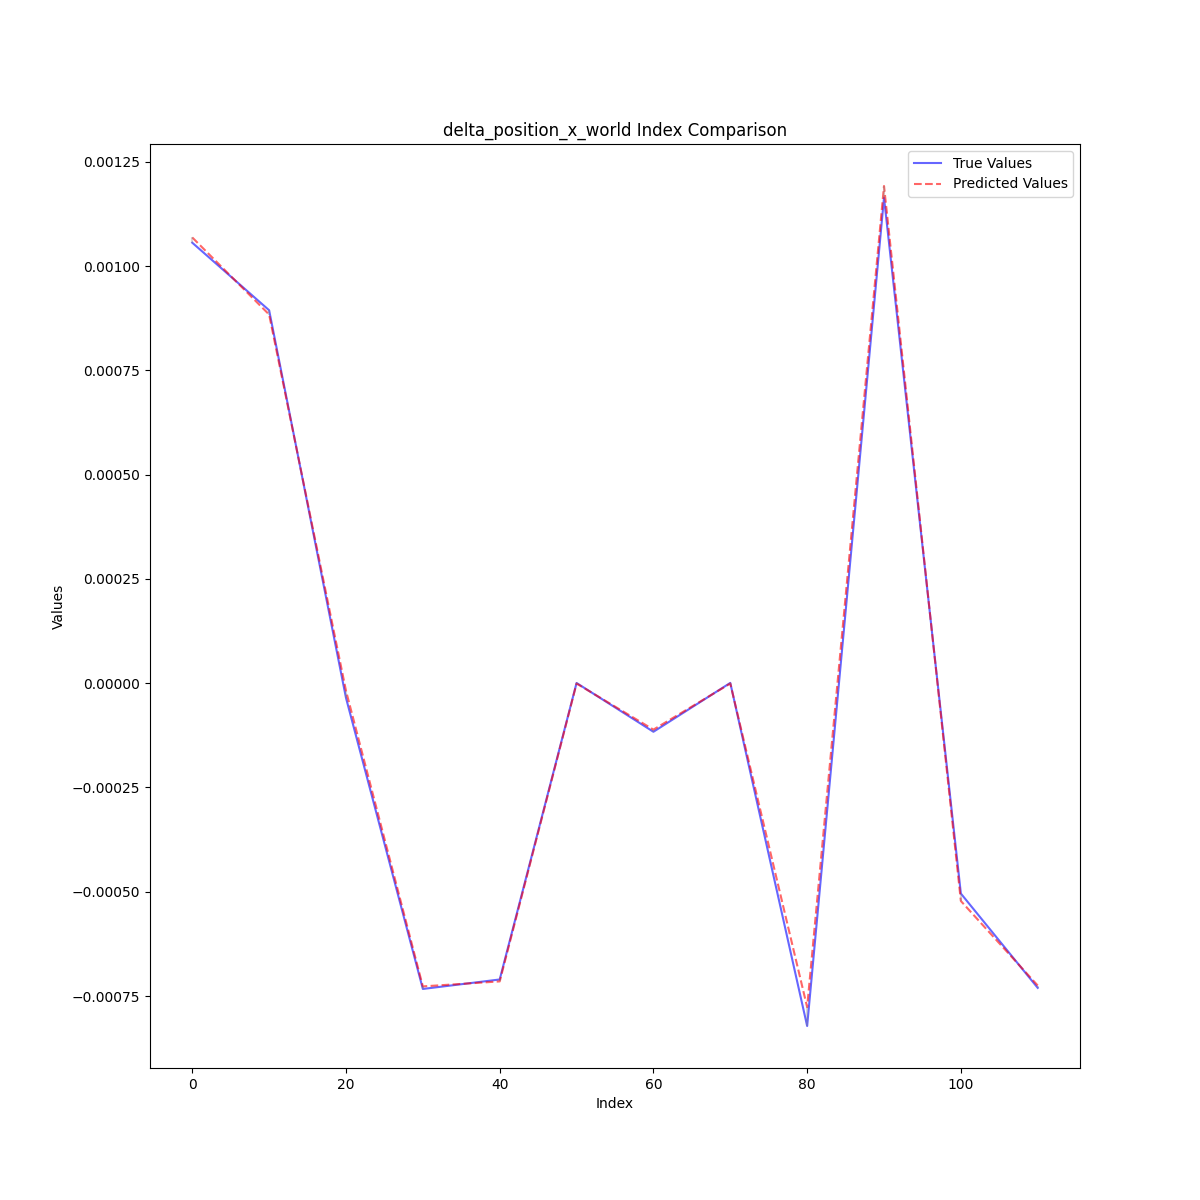 delta_position_x_world Index Comparison
True Values
Predicted Values
0.00125
0.00100
0.00075
0.00050
0.00025
0.00000
−0.00025
−0.00050
−0.00075
Values
0 20 40 60 80 100
Index